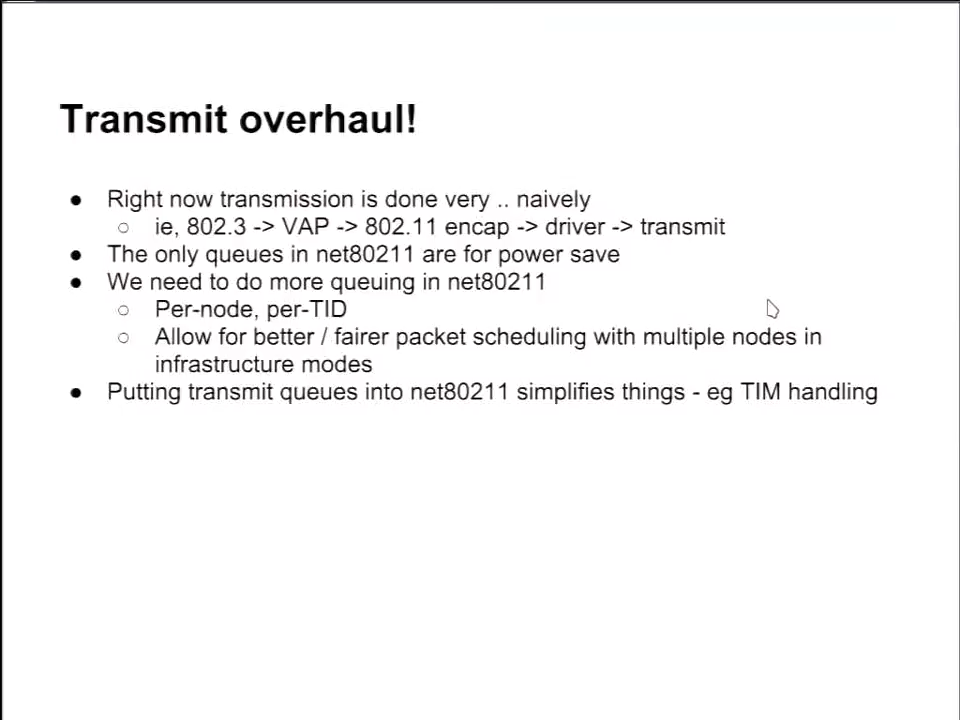 Transmit overhaul!
● Right now transmission is done very .. naively
○ ie, 802.3 -> VAP -> 802.11 encap -> driver -> transmit
● The only queues in net80211 are for power save
● We need to do more queuing in net80211
○ Per-node, per-TID
○ Allow for better / fairer packet scheduling with multiple nodes in
infrastructure modes
● Putting transmit queues into net80211 simplifies things - eg TIM handling